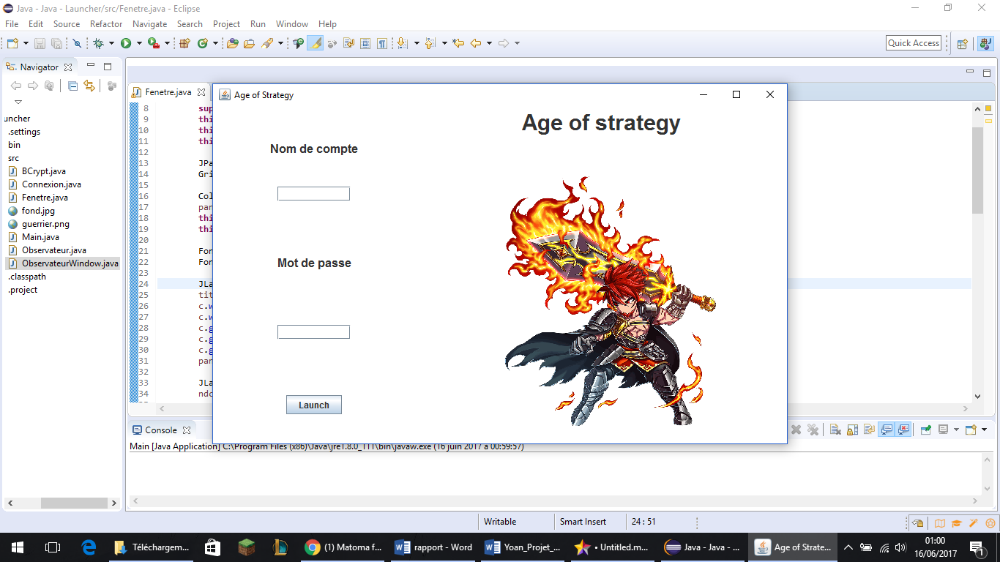 Java - Java - Launcher/src/Fenetre.java - Eclipse
File Edit Source Refactor Navigate Search Project Run Window Help
Quick Access
Navigator
uncher
.settings
bin
src
BCrypt.java
Connexion.java
Fenetre.java
fond.jpg
guerrier.png
Main.java
Observateur.java
ObservateurWindow.java
.classpath
.project
Fenetre.java
8 sup
9 thi
10 thi
11 thi
12
13 JPa
14 Gri
15
16 Col
17 pan
18 thi
19 thi
20
21 Fon
22 Fon
23
24 JLa
25 tit
26 c.w
27 c.w
28 c.g
29 c.g
30 c.g
31 pan
32
33 JLa
34 ndc
Age of Strategy
Age of strategy
Nom de compte
Mot de passe
Launch
Console
Main [Java Application] C:\Program Files (x86)\Java\jre1.8.0_111\bin\javaw.exe (16 juin 2017 à 00:59:57)
Writable Smart Insert 24 : 51
Téléchargem... (1) Matoma f... rapport - Word Yoan_Projet_... • Untitled.m... Java - Java - ... Age of Strate...
01:00
16/06/2017
1